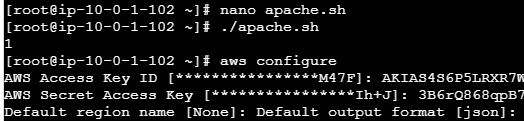 [root@ip-10-0-1-102 ~]# nano apache.sh
[root@ip-10-0-1-102 ~]# ./apache.sh
1
[root@ip-10-0-1-102 ~]# aws configure
AWS Access Key ID [****************M47F]: AKIAS4S6P5LRXR7W
AWS Secret Access Key [****************Ih+J]: 3B6rQ868qpB7
Default region name [None]: Default output format [json]: